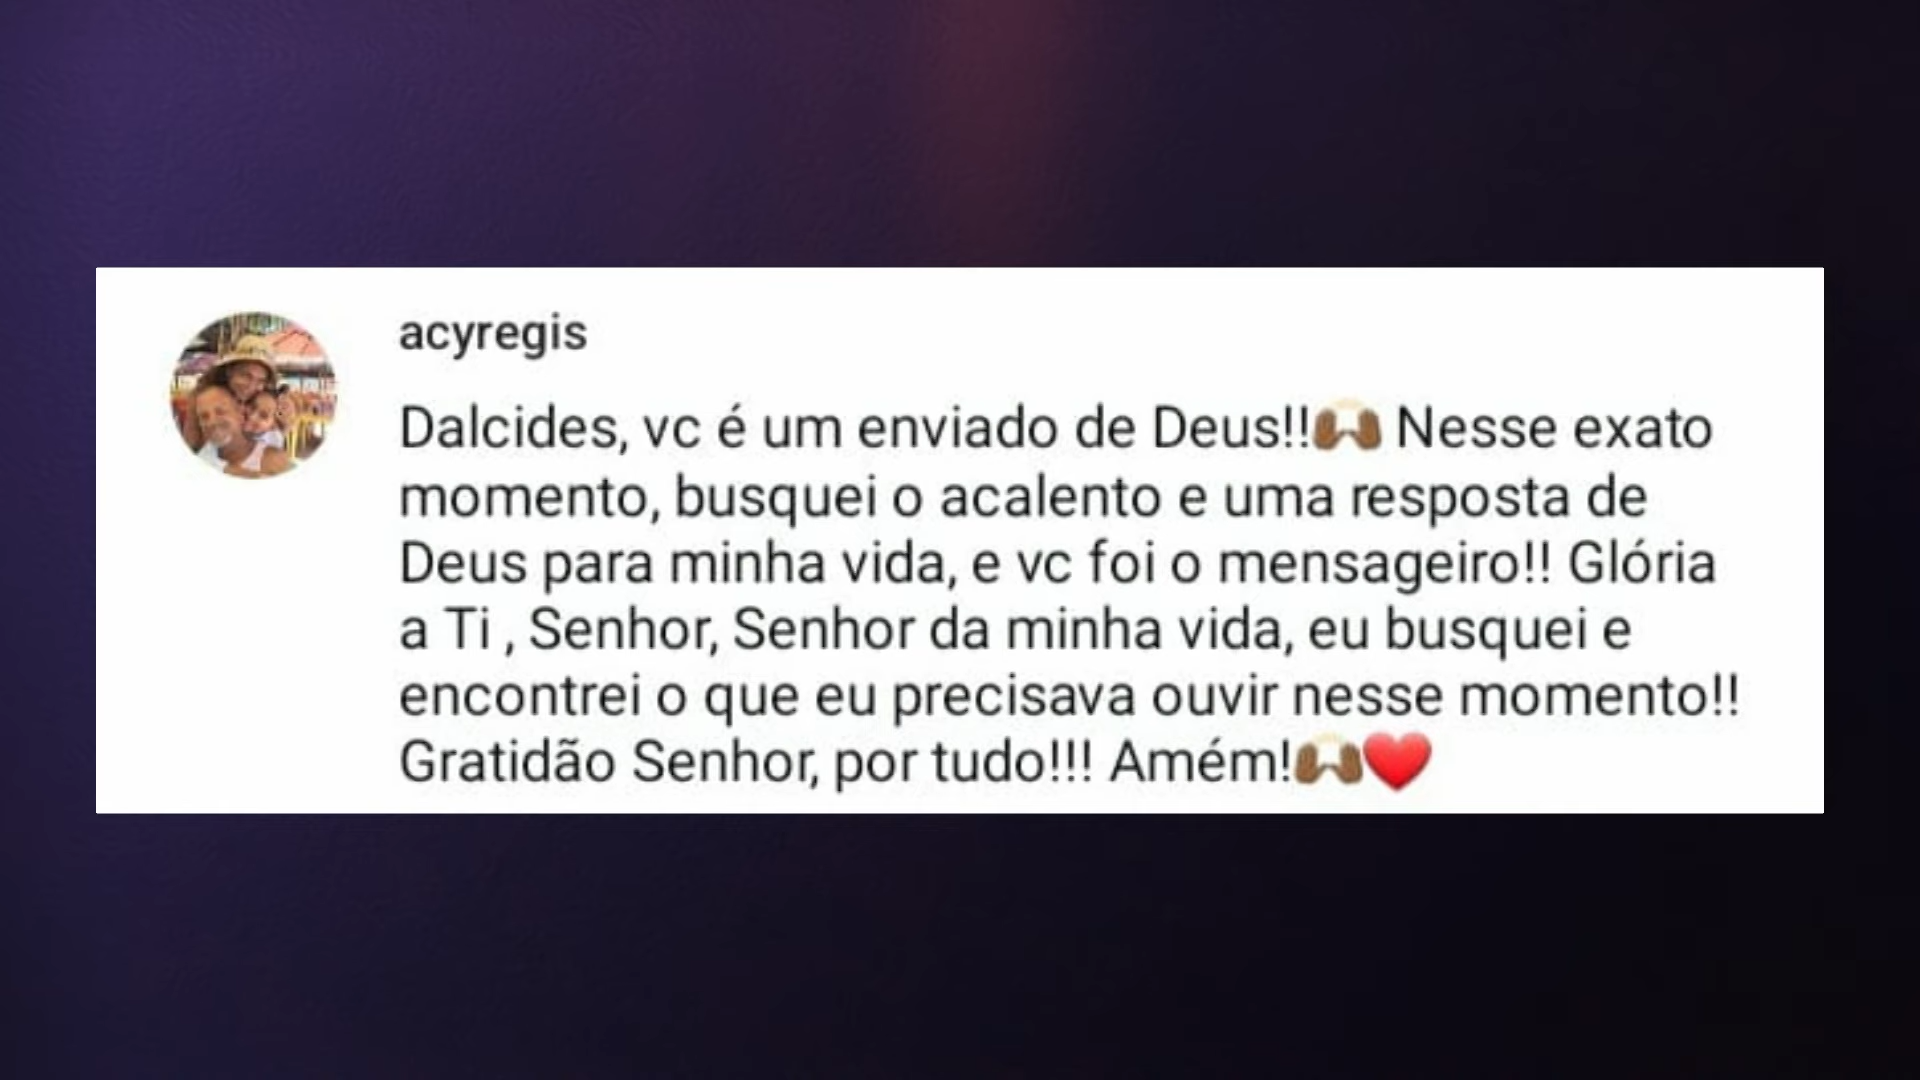 acyregis
Dalcides, vc é um enviado de Deus!!🙌🏾 Nesse exato
momento, busquei o acalento e uma resposta de
Deus para minha vida, e vc foi o mensageiro!! Glória
a Ti , Senhor, Senhor da minha vida, eu busquei e
encontrei o que eu precisava ouvir nesse momento!!
Gratidão Senhor, por tudo!!! Amém!🙌🏾❤️